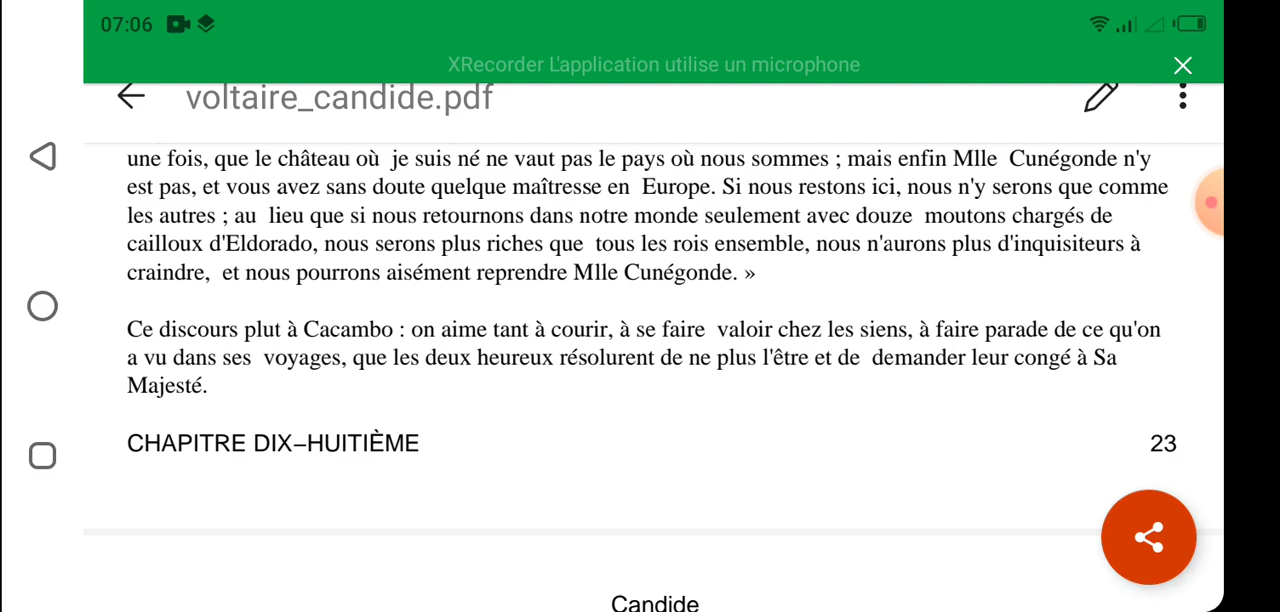 07:06
XRecorder L'application utilise un microphone
voltaire_candide.pdf
une fois, que le château où je suis né ne vaut pas le pays où nous sommes ; mais enfin Mlle Cunégonde n'y
est pas, et vous avez sans doute quelque maîtresse en Europe. Si nous restons ici, nous n'y serons que comme
les autres ; au lieu que si nous retournons dans notre monde seulement avec douze moutons chargés de
cailloux d'Eldorado, nous serons plus riches que tous les rois ensemble, nous n'aurons plus d'inquisiteurs à
craindre, et nous pourrons aisément reprendre Mlle Cunégonde. »
Ce discours plut à Cacambo : on aime tant à courir, à se faire valoir chez les siens, à faire parade de ce qu'on
a vu dans ses voyages, que les deux heureux résolurent de ne plus l'être et de demander leur congé à Sa
Majesté.
CHAPITRE DIX–HUITIÈME 23
Candide